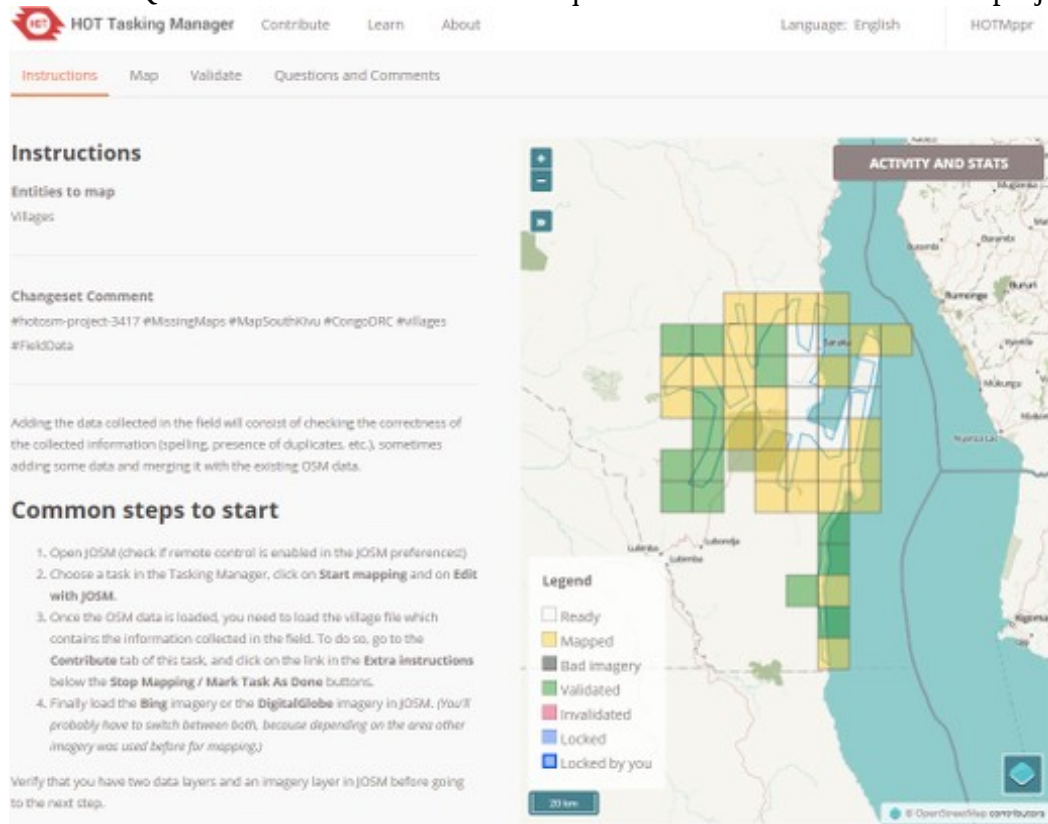 HOT Tasking Manager Contribute Learn About Language: English HOTMppr
Instructions Map Validate Questions and Comments
Instructions
Entities to map
Villages
Changeset Comment
#hotosm-project-3417 #MissingMaps #MapSouthKivu #CongoDRC #villages
#FieldData
Adding the data collected in the field will consist of checking the correctness of
the collected information (spelling, presence of duplicates, etc.), sometimes
adding some data and merging it with the existing OSM data.
Common steps to start
1. Open JOSM (check if remote control is enabled in the JOSM preferences!)
2. Choose a task in the Tasking Manager, click on Start mapping and on Edit
with JOSM.
3. Once the OSM data is loaded, you need to load the village file which
contains the information collected in the field. To do so, go to the
Contribute tab of this task, and click on the link in the Extra instructions
below the Stop Mapping / Mark Task As Done buttons.
4. Finally load the Bing imagery or the DigitalGlobe imagery in JOSM. (You'll
probably have to switch between both, because depending on the area other
imagery was used before for mapping.)
Verify that you have two data layers and an imagery layer in JOSM before going
to the next step.
+
−
»
ACTIVITY AND STATS
Bururi
Rumonge
Baraka
Nyanza-Lac
Lulimba
Lubondja
Lubimba
Legend
Ready
Mapped
Bad imagery
Validated
Invalidated
Locked
Locked by you
20 km
© OpenStreetMap contributors